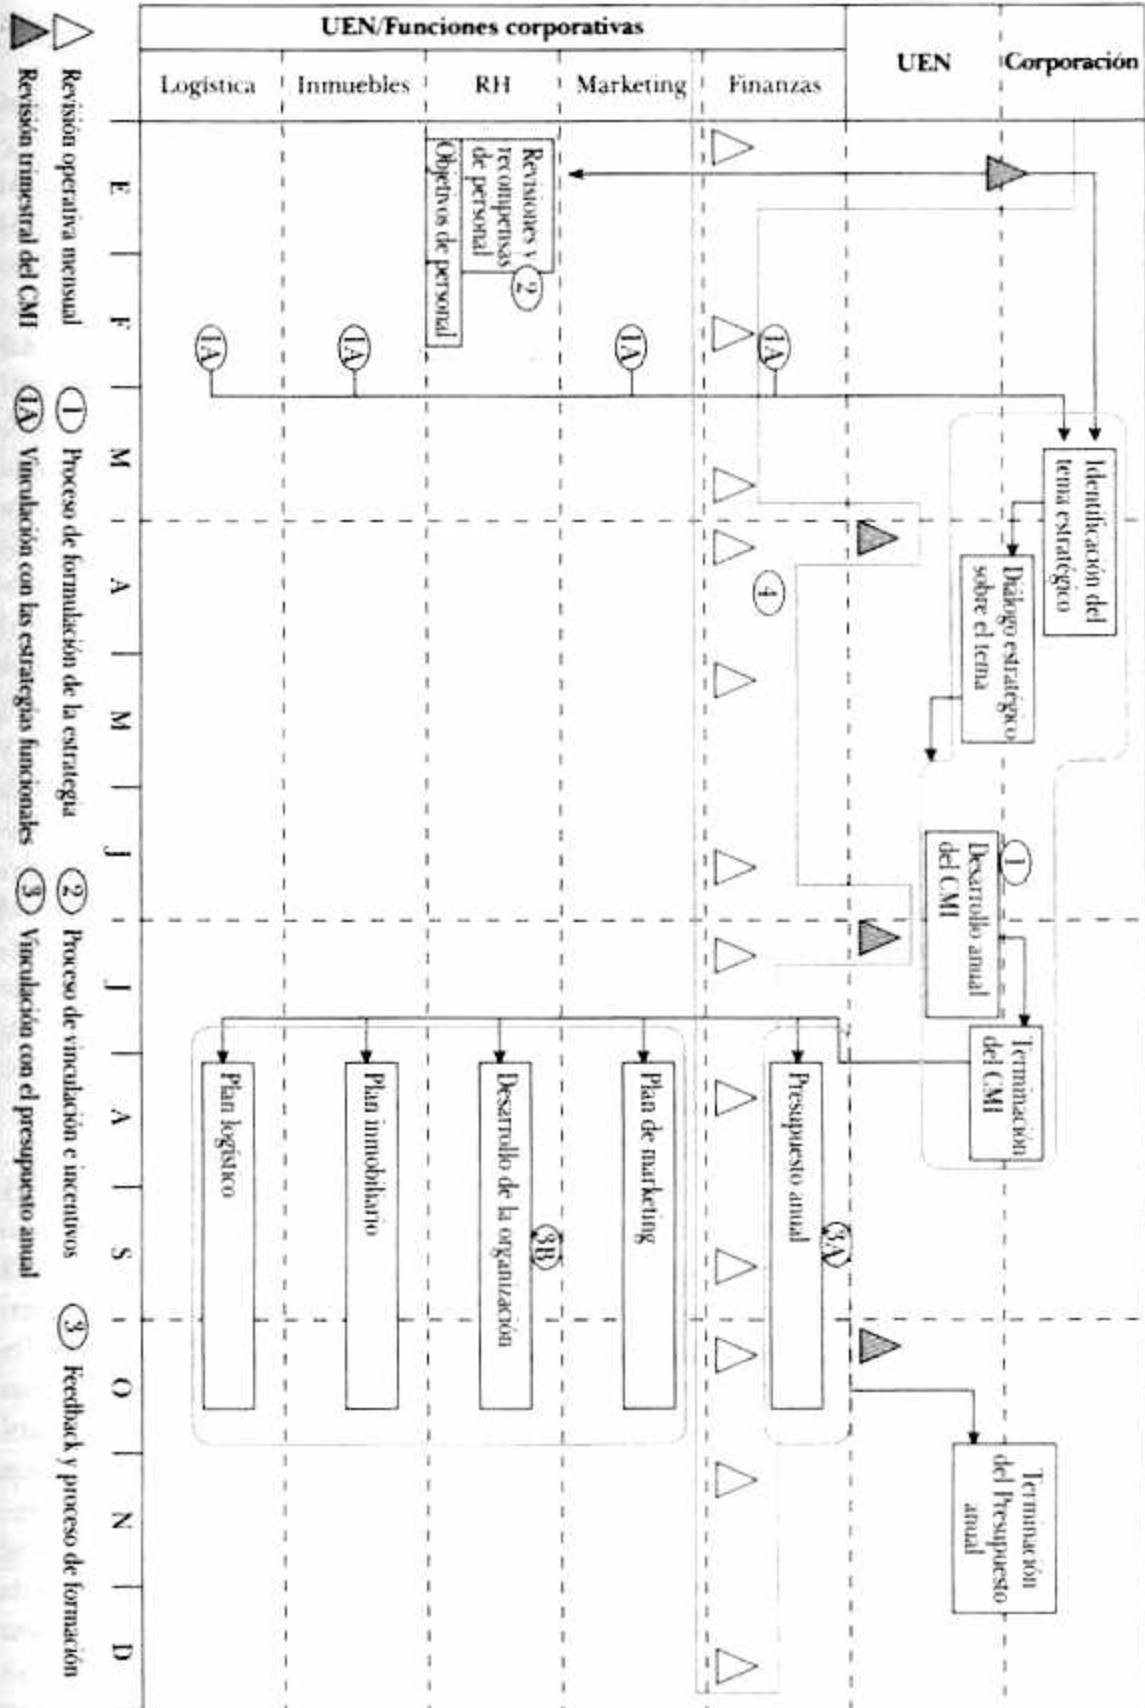 UEN/Funciones corporativas
UEN
Corporación
Logística
Inmuebles
RH
Marketing
Finanzas
E
F
M
A
M
J
J
A
S
O
N
D
Identificación del
tema estratégico
Diálogo estratégico
sobre el tema
1
Desarrollo anual
del CMI
Terminación
del CMI
Terminación
del Presupuesto
anual
1A
4
3A
Presupuesto anual
1A
Plan de marketing
Revisiones y
recompensas
de personal
2
Objetivos de personal
3B
Desarrollo de la organización
1A
Plan inmobiliario
1A
Plan logístico
Revisión operativa mensual
Revisión trimestral del CMI
1 Proceso de formulación de la estrategia
1A Vinculación con las estrategias funcionales
2 Proceso de vinculación e incentivos
3 Vinculación con el presupuesto anual
3 Feedback y proceso de formación